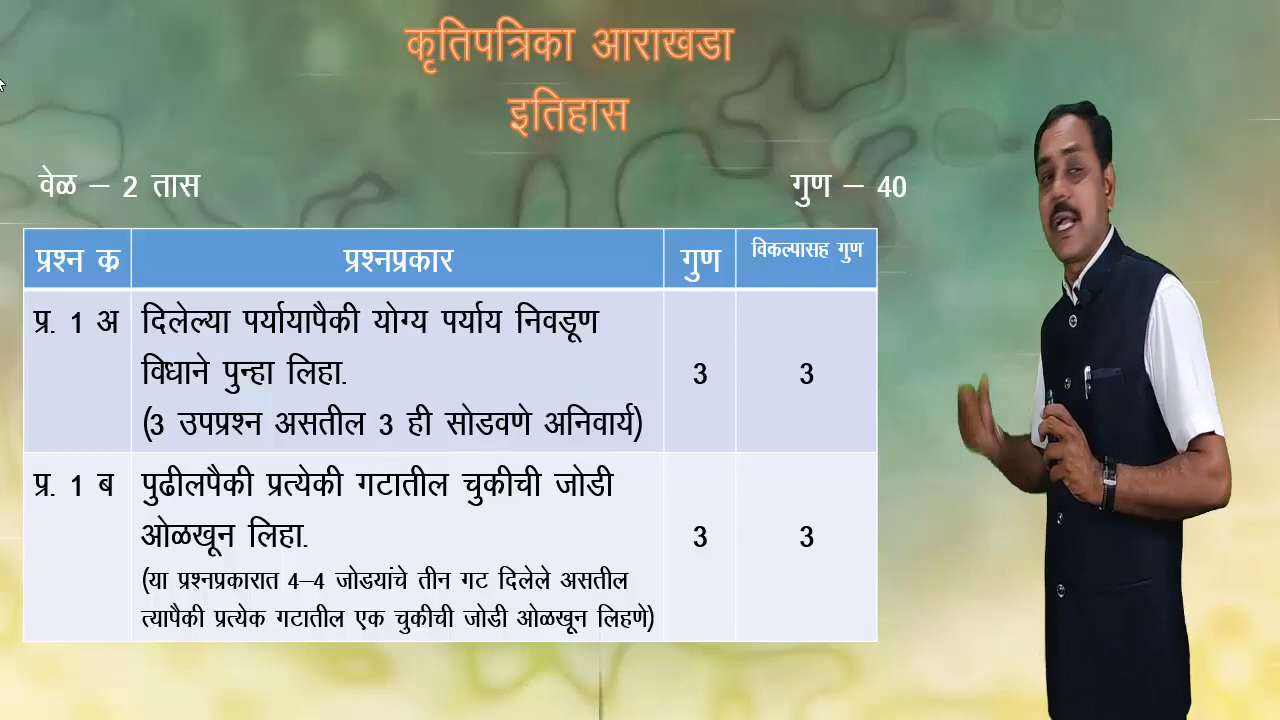 कृतिपत्रिका आराखडा
इतिहास
वेळ – 2 तास
गुण – 40
प्रश्न क
प्रश्नप्रकार
गुण
विकल्पासह गुण
प्र. 1 अ
दिलेल्या पर्यायापैकी योग्य पर्याय निवडूण
विधाने पुन्हा लिहा.
(3 उपप्रश्न असतील 3 ही सोडवणे अनिवार्य)
3
3
प्र. 1 ब
पुढीलपैकी प्रत्येकी गटातील चुकीची जोडी
ओळखून लिहा.
(या प्रश्नप्रकारात 4–4 जोडयांचे तीन गट दिलेले असतील
त्यापैकी प्रत्येक गटातील एक चुकीची जोडी ओळखून लिहणे)
3
3